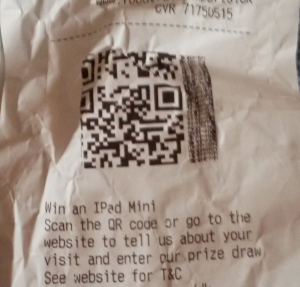 CVR 71750515
Win an IPad Mini
Scan the QR code or go to the
website to tell us about your
visit and enter our prize draw
See website for T&C